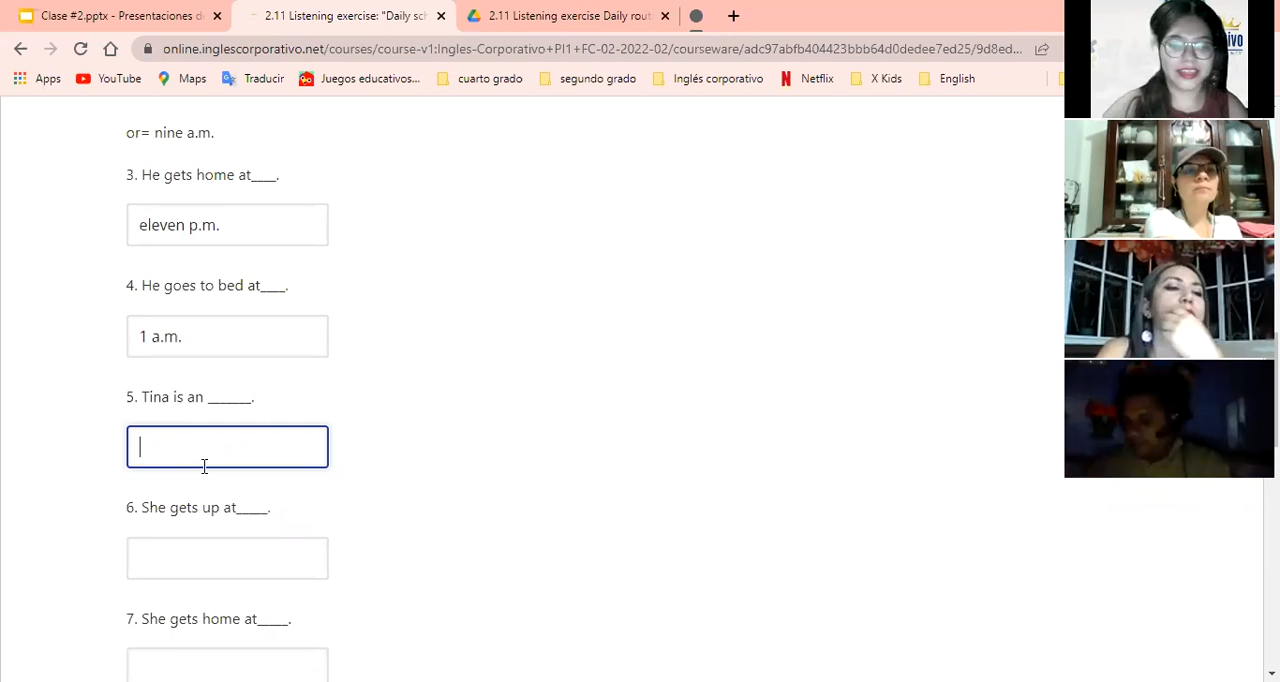 Clase #2.pptx - Presentaciones d
2.11 Listening exercise: "Daily sch
2.11 Listening exercise Daily rout
online.inglescorporativo.net/courses/course-v1:Ingles-Corporativo+PI1+FC-02-2022-02/courseware/adc97abfb404423bbb64d0dedee7ed25/9d8ed...
Apps
YouTube
Maps
Traducir
Juegos educativos...
cuarto grado
segundo grado
Inglés corporativo
Netflix
X Kids
English
or= nine a.m.
3. He gets home at____.
eleven p.m.
4. He goes to bed at____.
1 a.m.
5. Tina is an _______.
6. She gets up at_____.
7. She gets home at_____.